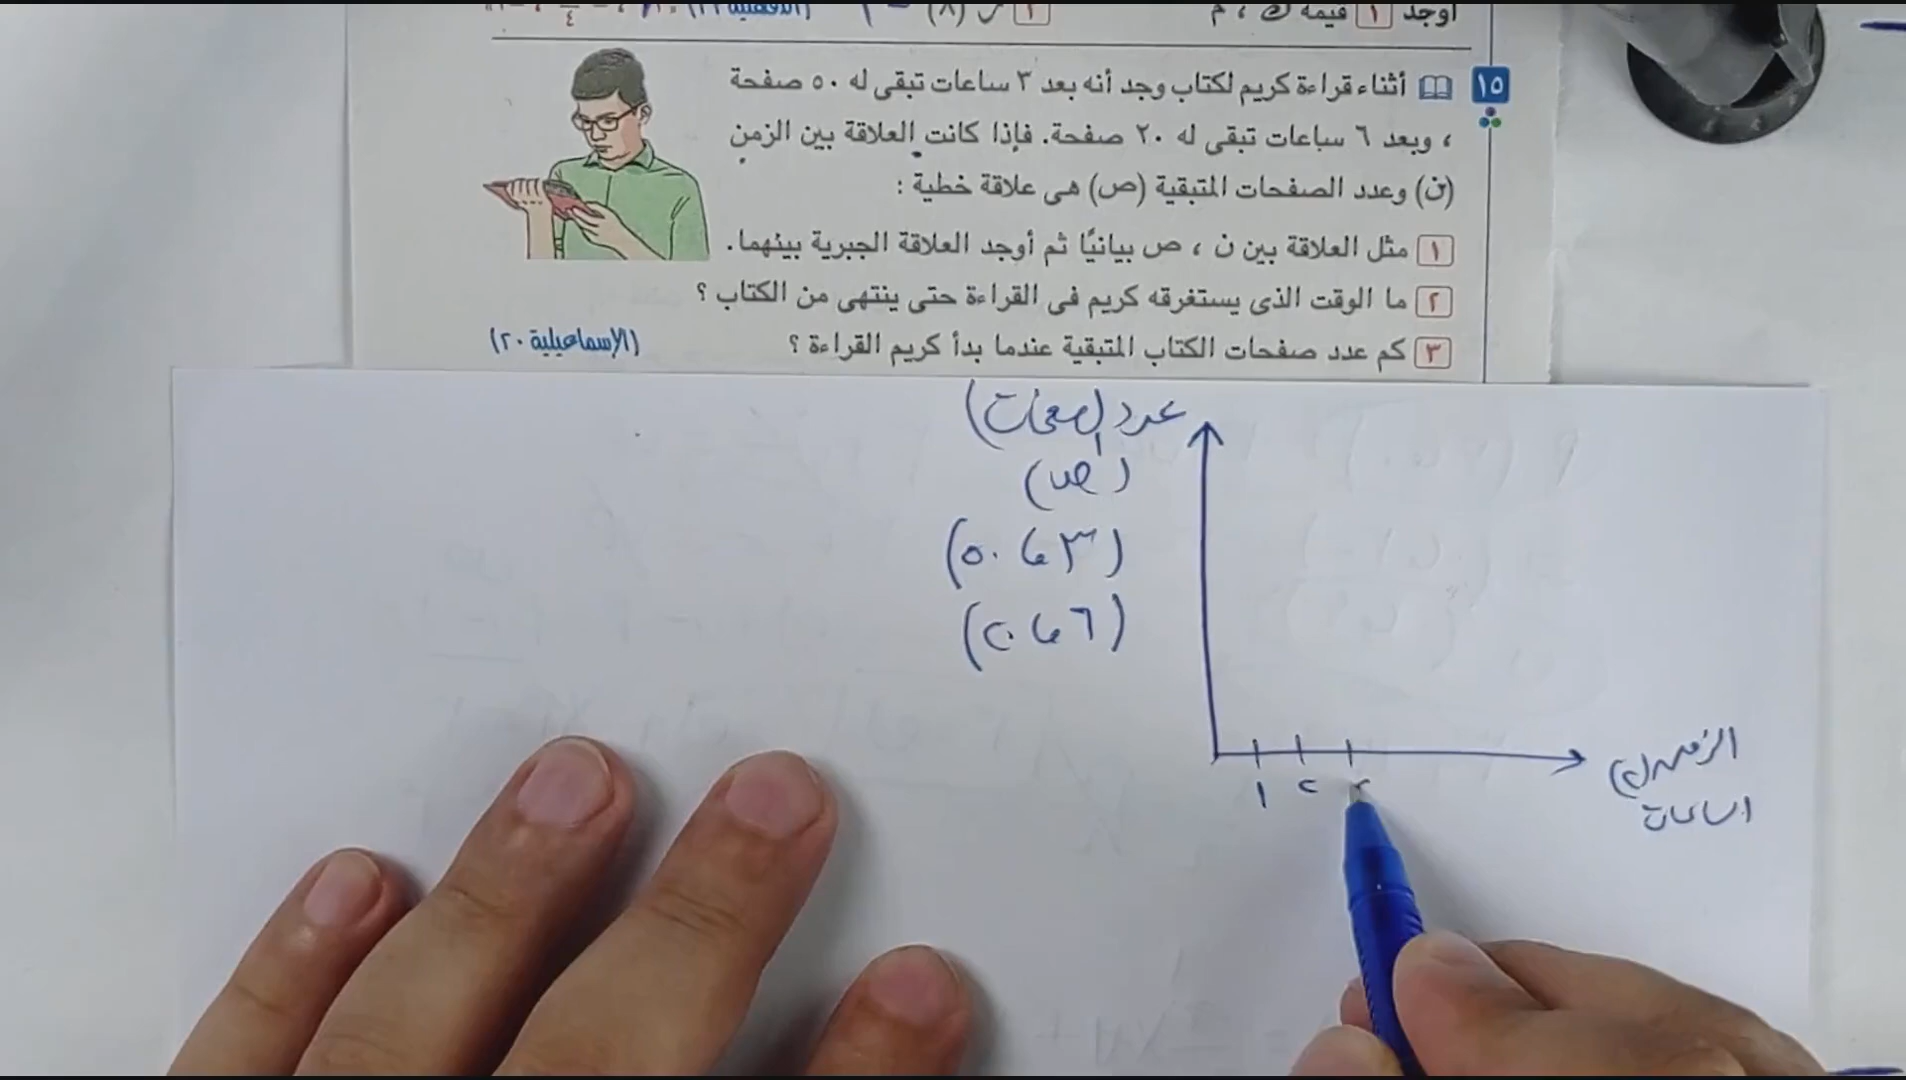 أوجد ١ قيمة ك ، م
١٥ أثناء قراءة كريم لكتاب وجد أنه بعد ٣ ساعات تبقى له ٥٠ صفحة
، وبعد ٦ ساعات تبقى له ٢٠ صفحة. فإذا كانت العلاقة بين الزمن
(ن) وعدد الصفحات المتبقية (ص) هى علاقة خطية :
١ مثل العلاقة بين ن ، ص بيانيًا ثم أوجد العلاقة الجبرية بينهما.
٢ ما الوقت الذى يستغرقه كريم فى القراءة حتى ينتهى من الكتاب ؟
٣ كم عدد صفحات الكتاب المتبقية عندما بدأ كريم القراءة ؟ (الإسماعيلية ٢٠)
عدد الصفحات
(ص)
(٣ ، ٥٠)
(٦ ، ٢٠)
الزمن (ن)
الساعات
١ ٢ ٣